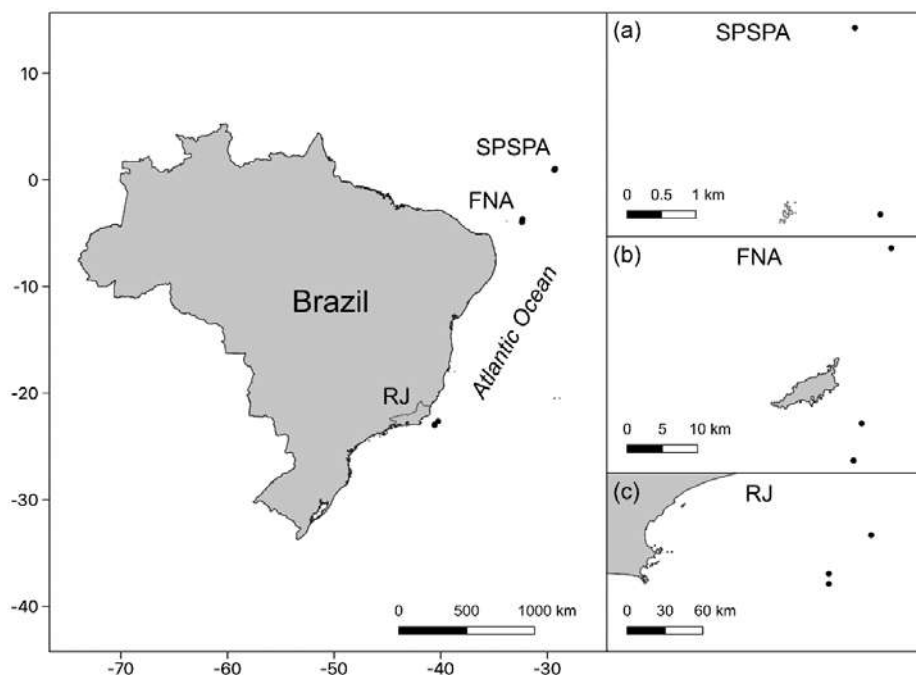 10
0
-10
-20
-30
-40
-70
-60
-50
-40
-30
SPSPA
FNA
Brazil
Atlantic Ocean
RJ
0 500 1000 km
(a) SPSPA
0 0.5 1 km
(b) FNA
0 5 10 km
(c) RJ
0 30 60 km